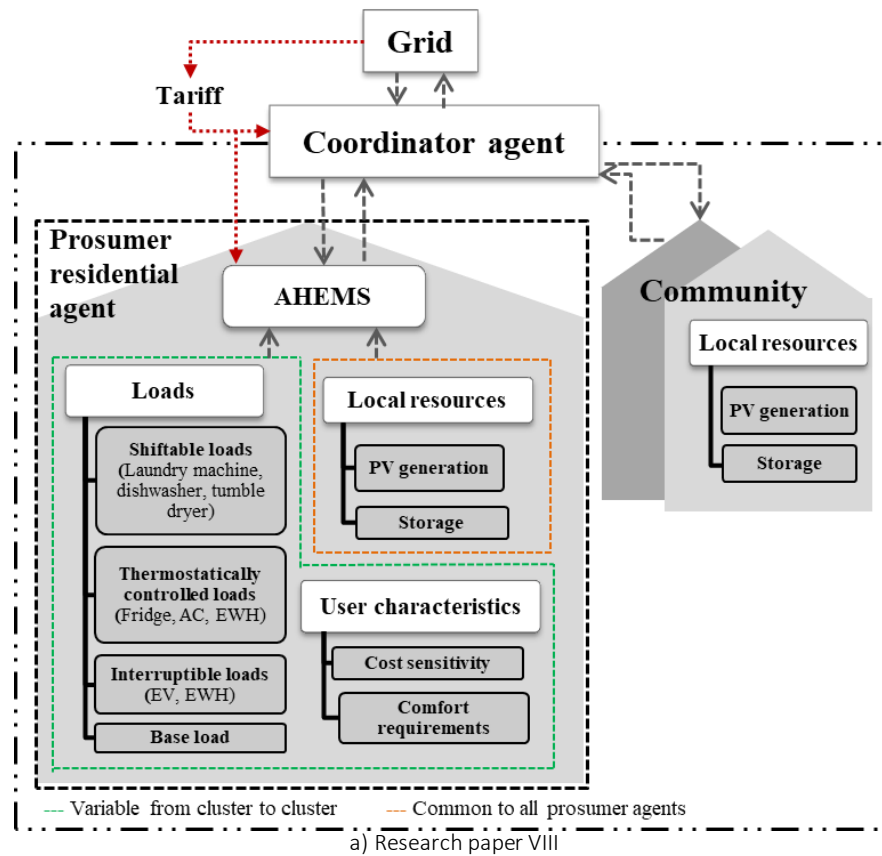 Grid
Tariff
Coordinator agent
Prosumer
residential
agent
AHEMS
Community
Local resources
PV generation
Storage
Loads
Shiftable loads
(Laundry machine,
dishwasher, tumble
dryer)
Thermostatically
controlled loads
(Fridge, AC, EWH)
Interruptible loads
(EV, EWH)
Base load
Local resources
PV generation
Storage
User characteristics
Cost sensitivity
Comfort
requirements
Variable from cluster to cluster
Common to all prosumer agents
a) Research paper VIII